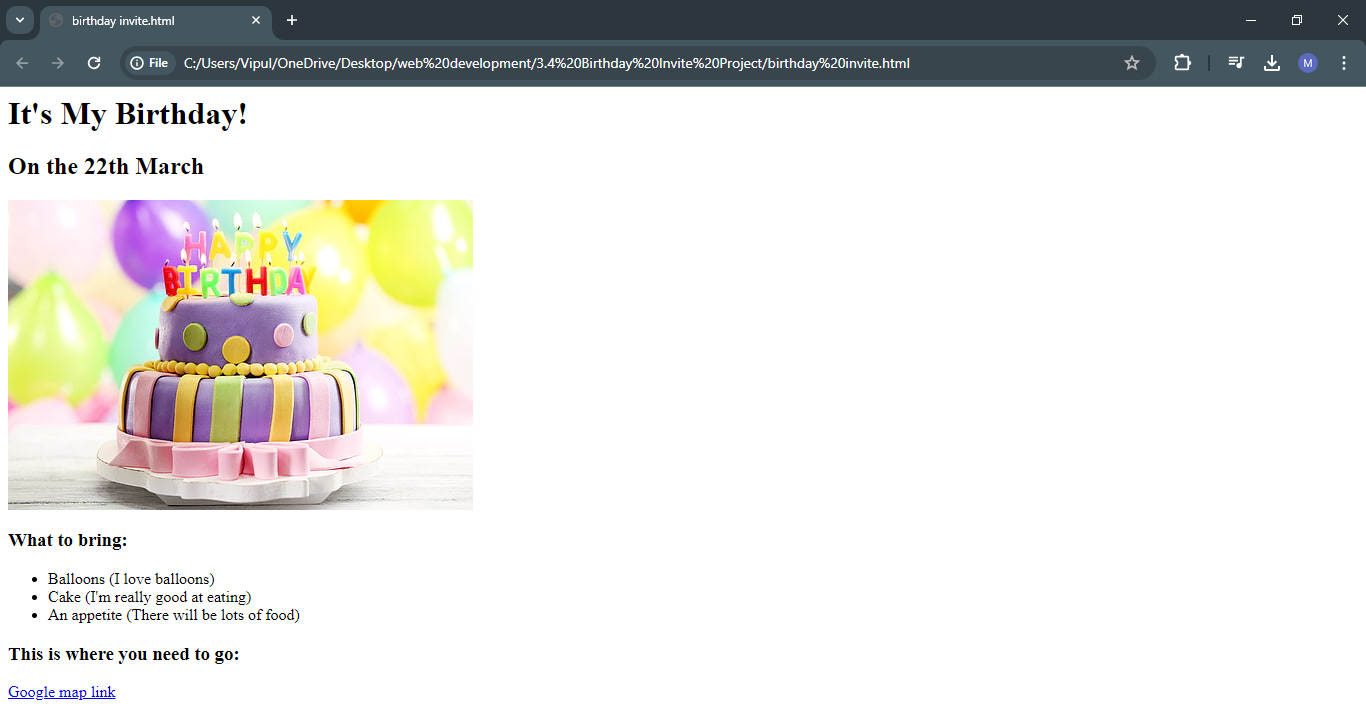 birthday invite.html
File C:/Users/Vipul/OneDrive/Desktop/web%20development/3.4%20Birthday%20Invite%20Project/birthday%20invite.html
M
It's My Birthday!
On the 22th March
HAPPY
BIRTHDAY
What to bring:
Balloons (I love balloons)
Cake (I'm really good at eating)
An appetite (There will be lots of food)
This is where you need to go:
Google map link